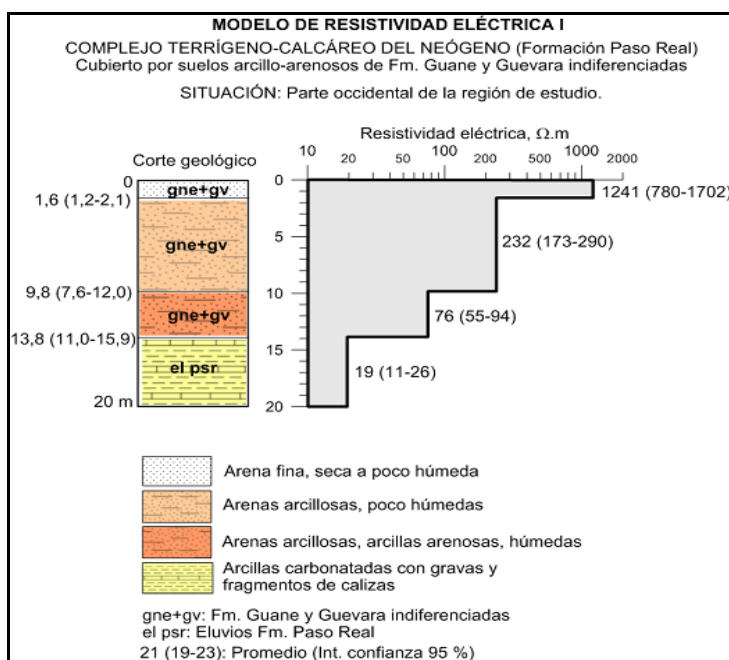 MODELO DE RESISTIVIDAD ELÉCTRICA I
COMPLEJO TERRÍGENO-CALCÁREO DEL NEÓGENO (Formación Paso Real)
Cubierto por suelos arcillo-arenosos de Fm. Guane y Guevara indiferenciadas
SITUACIÓN: Parte occidental de la región de estudio.
Resistividad eléctrica, Ω.m
10 20 50 100 200 500 1000 2000
Corte geológico
0
gne+gv
1,6 (1,2-2,1)
gne+gv
9,8 (7,6-12,0)
gne+gv
13,8 (11,0-15,9)
el psr
20 m
0
5
10
15
20
1241 (780-1702)
232 (173-290)
76 (55-94)
19 (11-26)
Arena fina, seca a poco húmeda
Arenas arcillosas, poco húmedas
Arenas arcillosas, arcillas arenosas, húmedas
Arcillas carbonatadas con gravas y
fragmentos de calizas
gne+gv: Fm. Guane y Guevara indiferenciadas
el psr: Eluvios Fm. Paso Real
21 (19-23): Promedio (Int. confianza 95 %)